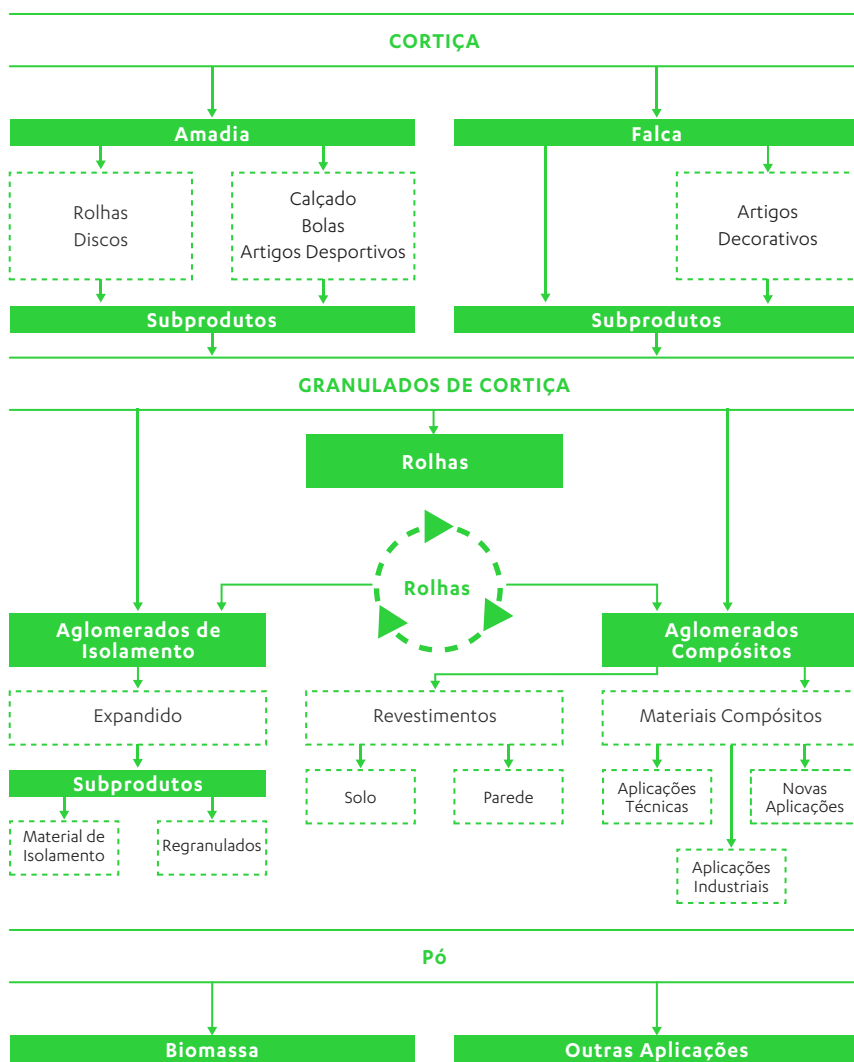 CORTIÇA
Amadia
Falca
Rolhas
Discos
Calçado
Bolas
Artigos Desportivos
Artigos
Decorativos
Subprodutos
Subprodutos
GRANULADOS DE CORTIÇA
Rolhas
Rolhas
Aglomerados de
Isolamento
Aglomerados
Compósitos
Expandido
Revestimentos
Materiais Compósitos
Subprodutos
Solo
Parede
Aplicações
Técnicas
Novas
Aplicações
Material de
Isolamento
Regranulados
Aplicações
Industriais
Pó
Biomassa
Outras Aplicações